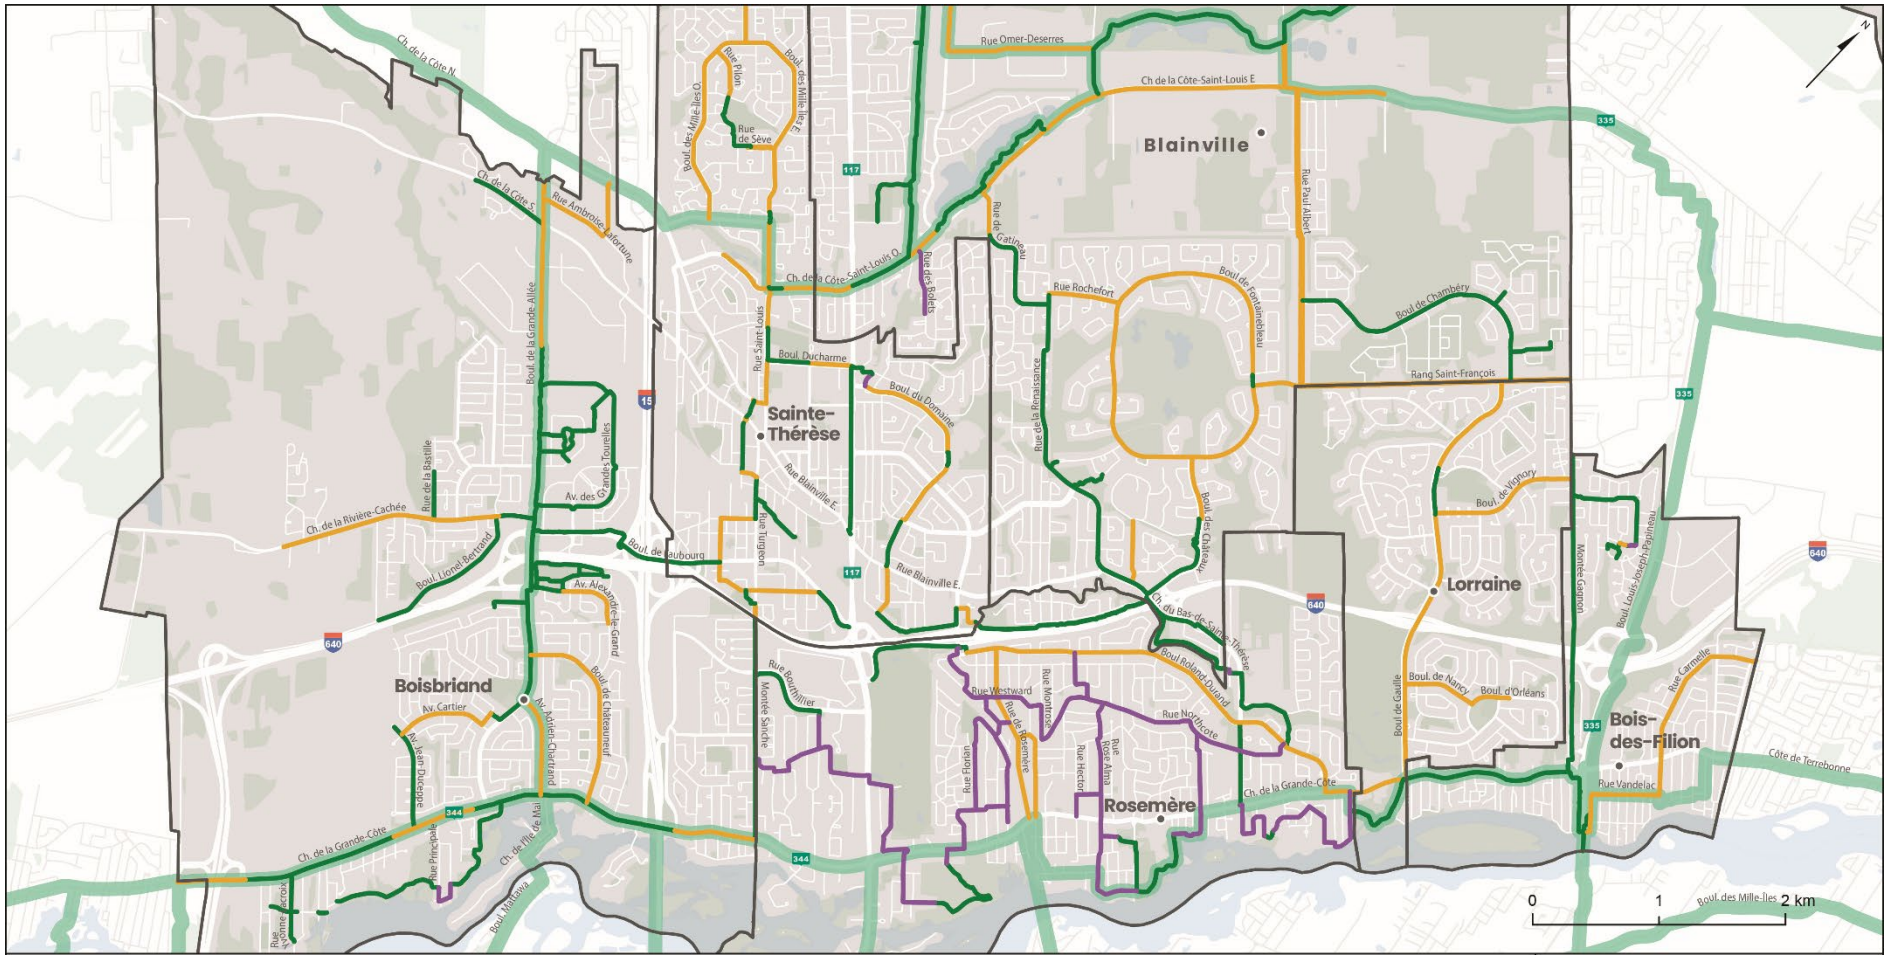 N
Ch. de la Côte N.
Rue Omer-Deserres
Rue Pilon
Boul. des Mille-Îles E.
Boul. des Mille-Îles O.
Rue
de Sève
117
Ch de la Côte-Saint-Louis E
335
Blainville
Ch. de la Côte S.
Rue Ambroise-Lafortune
Rue de Gatineau
Rue Paul Albert
Ch. de la Côte-Saint-Louis O.
Rue des Bolets
Boul. de la Grande-Allée
Rue Rochefort
Boul de Fontainebleau
Boul de Chambéry
Rue Saint-Louis
Boul. Ducharme
Rang Saint-François
335
15
Boul. du Domaine
Rue de la Renaissance
Sainte-
Thérèse
Av. des Grandes Tourelles
Rue de la Bastille
Rue Blainville E.
Boul. de Vignory
Ch. de la Rivière-Cachée
Rue Turgeon
Boul. des Châteaux
Boul. Louis-Joseph-Papineau
Montée Gagnon
640
Boul. Lionel-Bertrand
Boul. de Faubourg
117
Rue Blainville E.
Av. Alexandre-le-Grand
Lorraine
Ch. du Bas-de-Sainte-Thérèse
640
640
Boul Roland-Durand
Rue Carmelle
Boisbriand
Boul. de Châteauneuf
Rue Bouthillier
Montée Sanche
Rue Westward
Rue Montrose
Boul. de Nancy
Boul. d'Orléans
Boul de Gaulle
Av. Cartier
Av. Adrien-Chartrand
Rue de Rosemère
Rue Northcote
335
Bois-
des-Filion
Av. Jean-Duceppe
Rue Florian
Rue Hector
Rue
Rose Alma
Côte de Terrebonne
Ch. de la Grande-Côte
Rue Vandelac
344
Rosemère
Ch. de la Grande-Côte
Rue Principale
344
Boul. Mattawa
0 1 2 km
Boul. des Mille-Îles